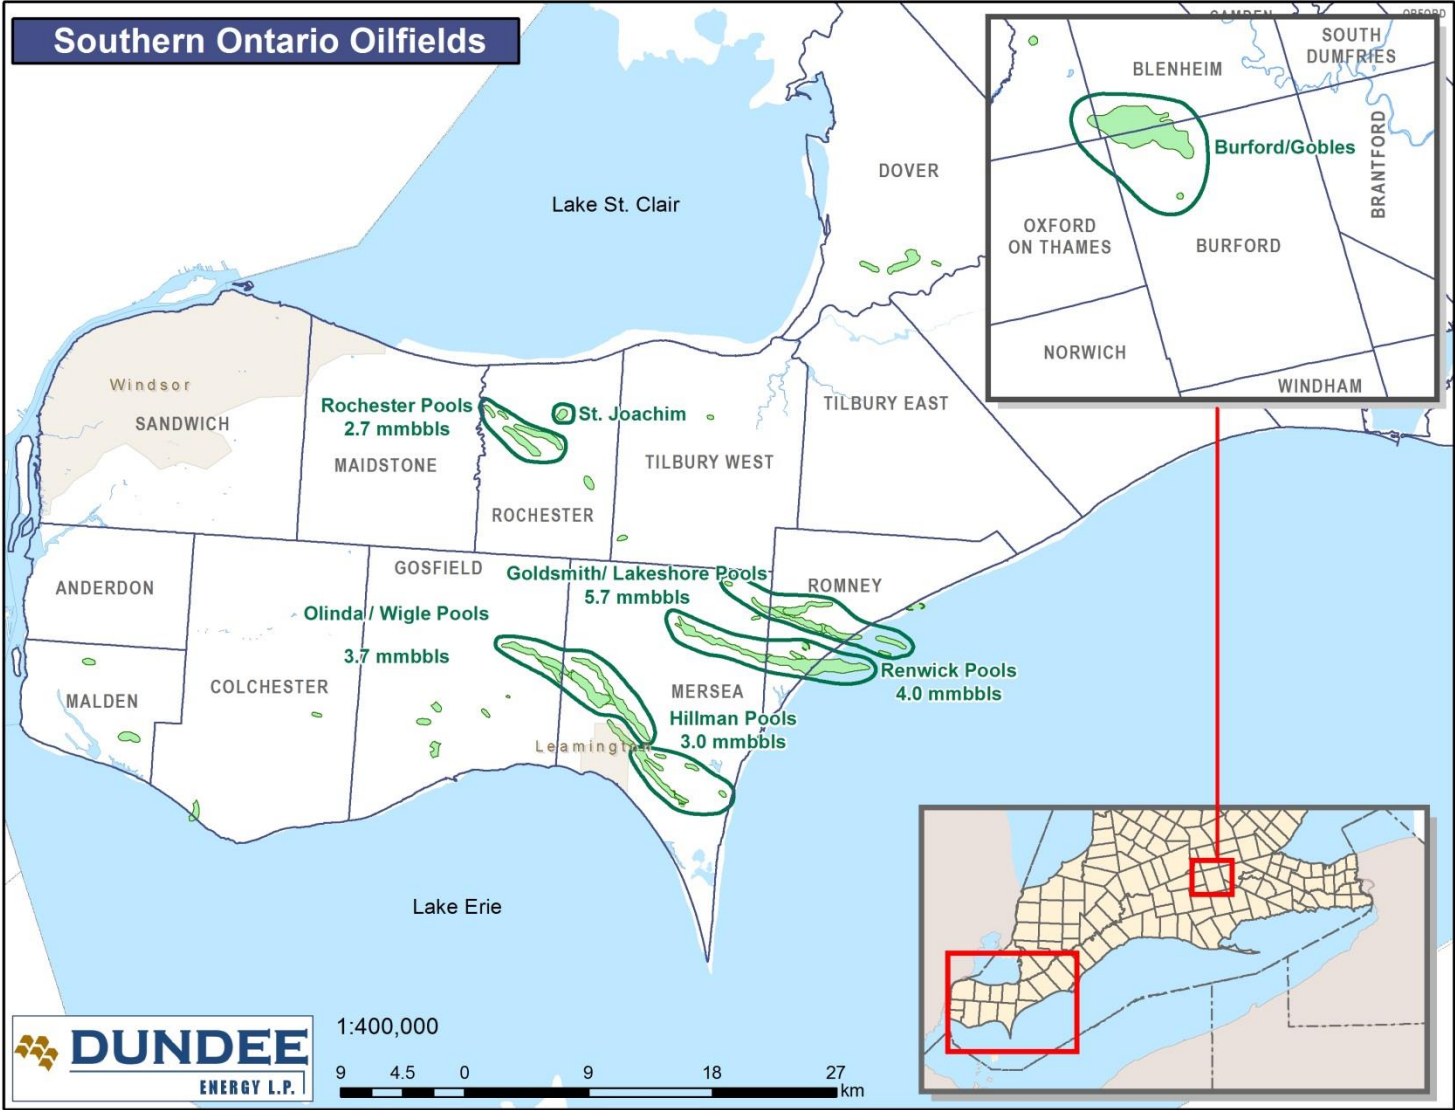 Southern Ontario Oilfields
CAMDEN
ORFORD
SOUTH
DUMFRIES
BLENHEIM
BRANTFORD
Burford/Gobles
OXFORD
ON THAMES
BURFORD
NORWICH
WINDHAM
DOVER
Lake St. Clair
Windsor
SANDWICH
Rochester Pools
2.7 mmbbls
St. Joachim
MAIDSTONE
TILBURY EAST
TILBURY WEST
ROCHESTER
ANDERDON
GOSFIELD
Goldsmith/ Lakeshore Pools
5.7 mmbbls
ROMNEY
Olinda / Wigle Pools
3.7 mmbbls
Renwick Pools
4.0 mmbbls
MALDEN
COLCHESTER
MERSEA
Hillman Pools
3.0 mmbbls
Leamington
Lake Erie
DUNDEE
ENERGY L.P.
1:400,000
9 4.5 0 9 18 27
km